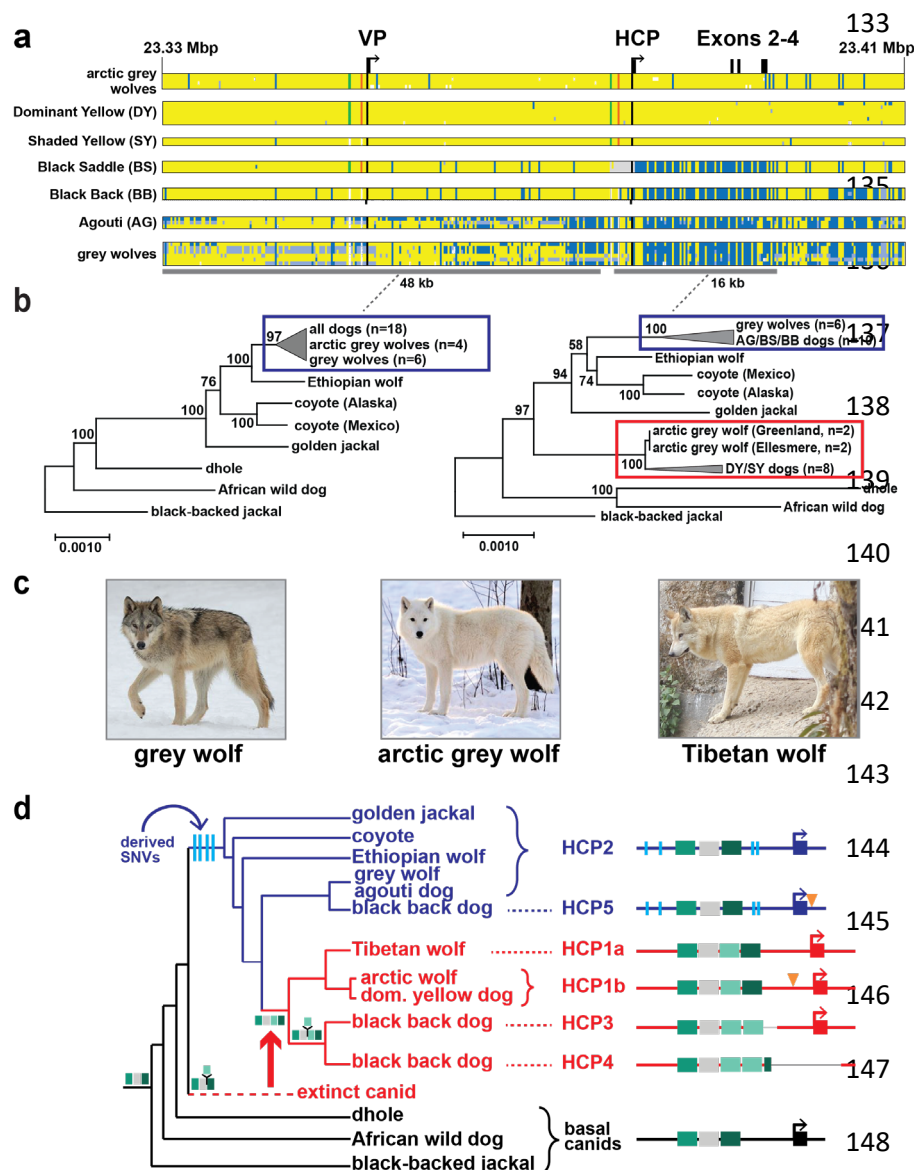 133
a
VP
HCP
Exons 2-4
23.33 Mbp
23.41 Mbp
arctic grey
wolves
Dominant Yellow (DY)
Shaded Yellow (SY)
Black Saddle (BS)
135
Black Back (BB)
Agouti (AG)
grey wolves
48 kb
16 kb
b
97
all dogs (n=18)
arctic grey wolves (n=4)
grey wolves (n=6)
100
Ethiopian wolf
76
coyote (Alaska)
100
coyote (Mexico)
100
golden jackal
100
dhole
African wild dog
black-backed jackal
0.0010
137
100
grey wolves (n=6)
AG/BS/BB dogs (n=10)
58
Ethiopian wolf
94
74
coyote (Mexico)
100
coyote (Alaska)
97
golden jackal
138
arctic grey wolf (Greenland, n=2)
arctic grey wolf (Ellesmere, n=2)
100
DY/SY dogs (n=8)
139
100
dhole
African wild dog
black-backed jackal
0.0010
140
c
41
42
grey wolf
arctic grey wolf
Tibetan wolf
143
d
derived
SNVs
golden jackal
coyote
HCP2
144
Ethiopian wolf
grey wolf
agouti dog
black back dog
HCP5
145
Tibetan wolf
HCP1a
arctic wolf
dom. yellow dog
HCP1b
146
black back dog
HCP3
black back dog
HCP4
147
extinct canid
dhole
African wild dog
black-backed jackal
basal
canids
148